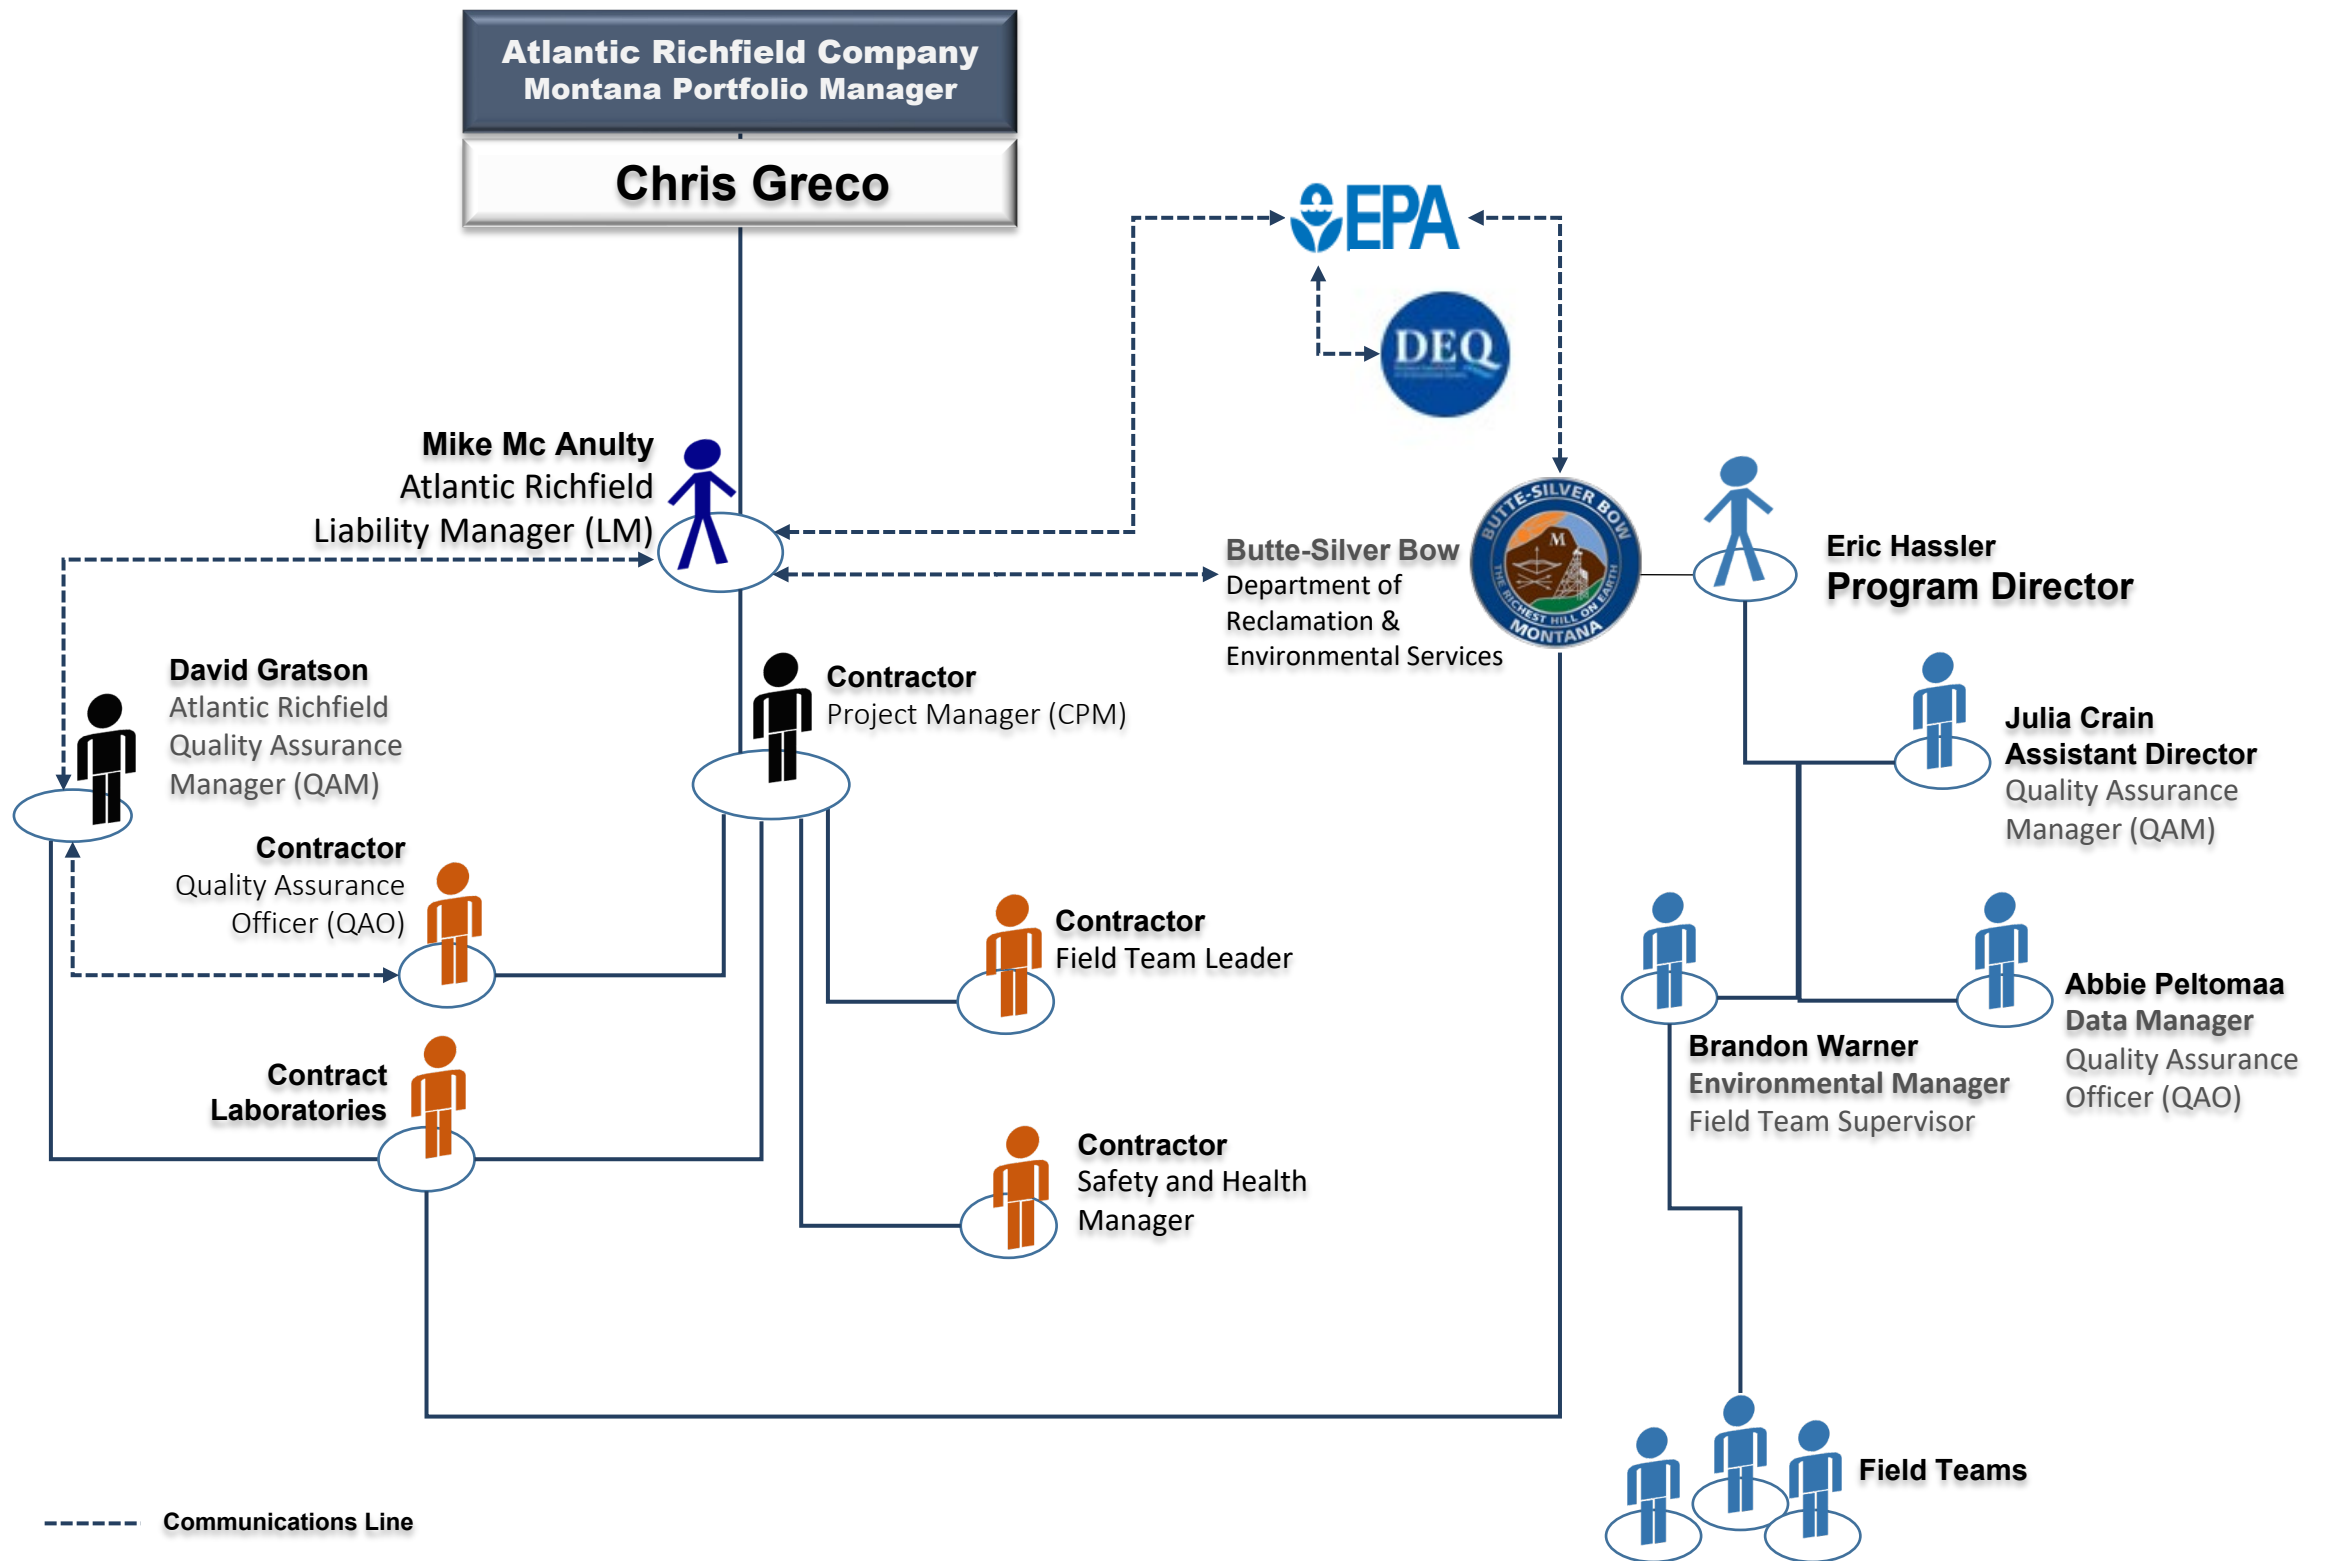 Atlantic Richfield Company
Montana Portfolio Manager
Chris Greco
EPA
DEQ
Mike Mc Anulty
Atlantic Richfield
Liability Manager (LM)
Butte-Silver Bow
Department of
Reclamation &
Environmental Services
BUTTE-SILVER BOW
M
THE RICHEST HILL ON EARTH
MONTANA
Eric Hassler
Program Director
David Gratson
Atlantic Richfield
Quality Assurance
Manager (QAM)
Contractor
Project Manager (CPM)
Julia Crain
Assistant Director
Quality Assurance
Manager (QAM)
Contractor
Quality Assurance
Officer (QAO)
Contractor
Field Team Leader
Abbie Peltomaa
Data Manager
Quality Assurance
Officer (QAO)
Brandon Warner
Environmental Manager
Field Team Supervisor
Contract
Laboratories
Contractor
Safety and Health
Manager
Field Teams
Communications Line